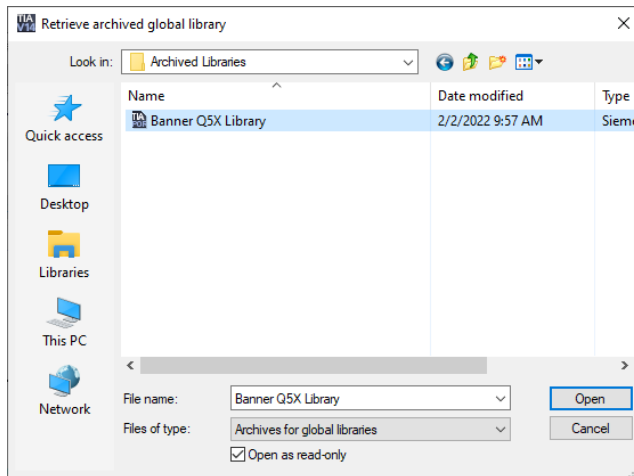 Retrieve archived global library
Look in: Archived Libraries
Name Date modified Type
Banner Q5X Library 2/2/2022 9:57 AM Sieme
Quick access
Desktop
Libraries
This PC
Network
File name: Banner Q5X Library Open
Files of type: Archives for global libraries Cancel
Open as read-only